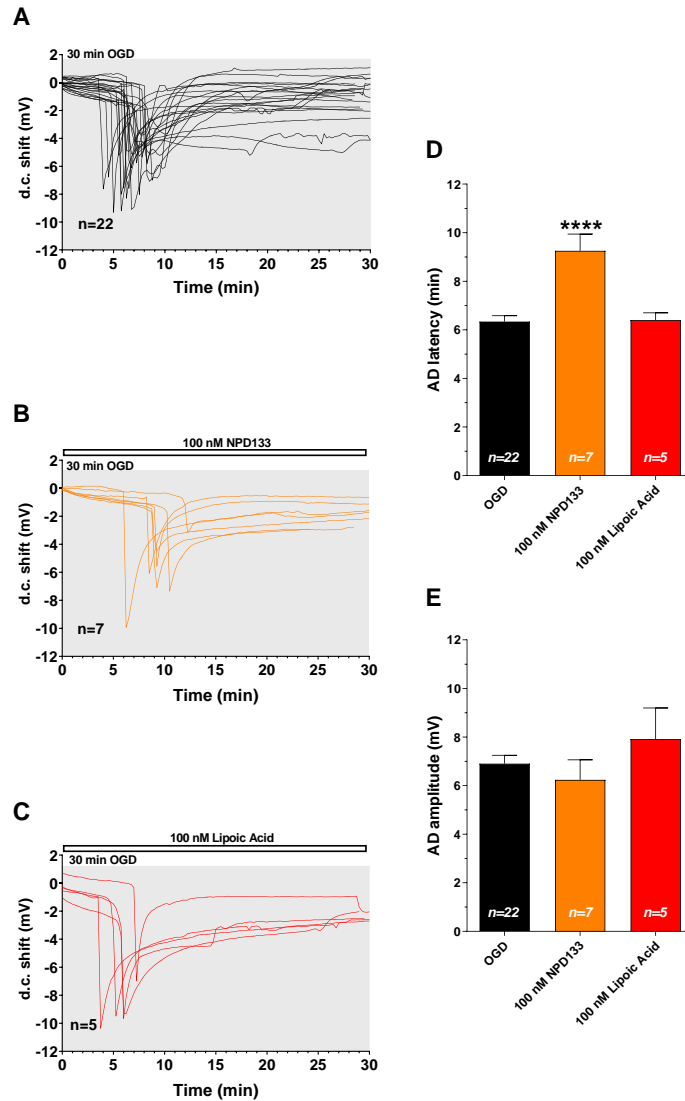 A
30 min OGD
2
0
-2
-4
-6
-8
-10
-12
d.c. shift (mV)
n=22
0 5 10 15 20 25 30
Time (min)
B
100 nM NPD133
30 min OGD
2
0
-2
-4
-6
-8
-10
-12
d.c. shift (mV)
n=7
0 5 10 15 20 25 30
Time (min)
C
100 nM Lipoic Acid
30 min OGD
2
0
-2
-4
-6
-8
-10
-12
d.c. shift (mV)
n=5
0 5 10 15 20 25 30
Time (min)
D
12
10
8
6
4
2
0
AD latency (min)
****
n=22 n=7 n=5
OGD
100 nM NPD133
100 nM Lipoic Acid
E
12
10
8
6
4
2
0
AD amplitude (mV)
n=22 n=7 n=5
OGD
100 nM NPD133
100 nM Lipoic Acid